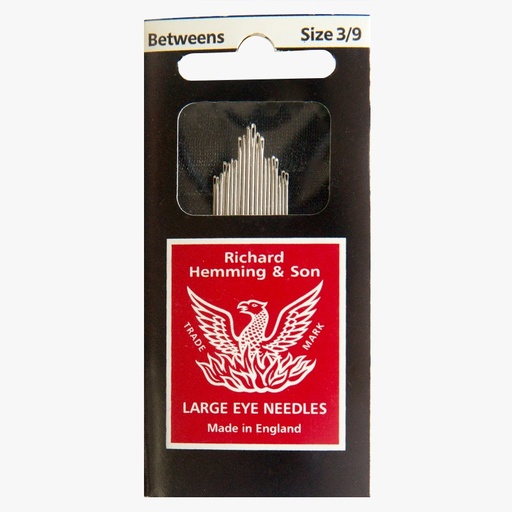 Betweens Size 3/9
Richard
Hemming & Son
TRADE MARK
LARGE EYE NEEDLES
Made in England